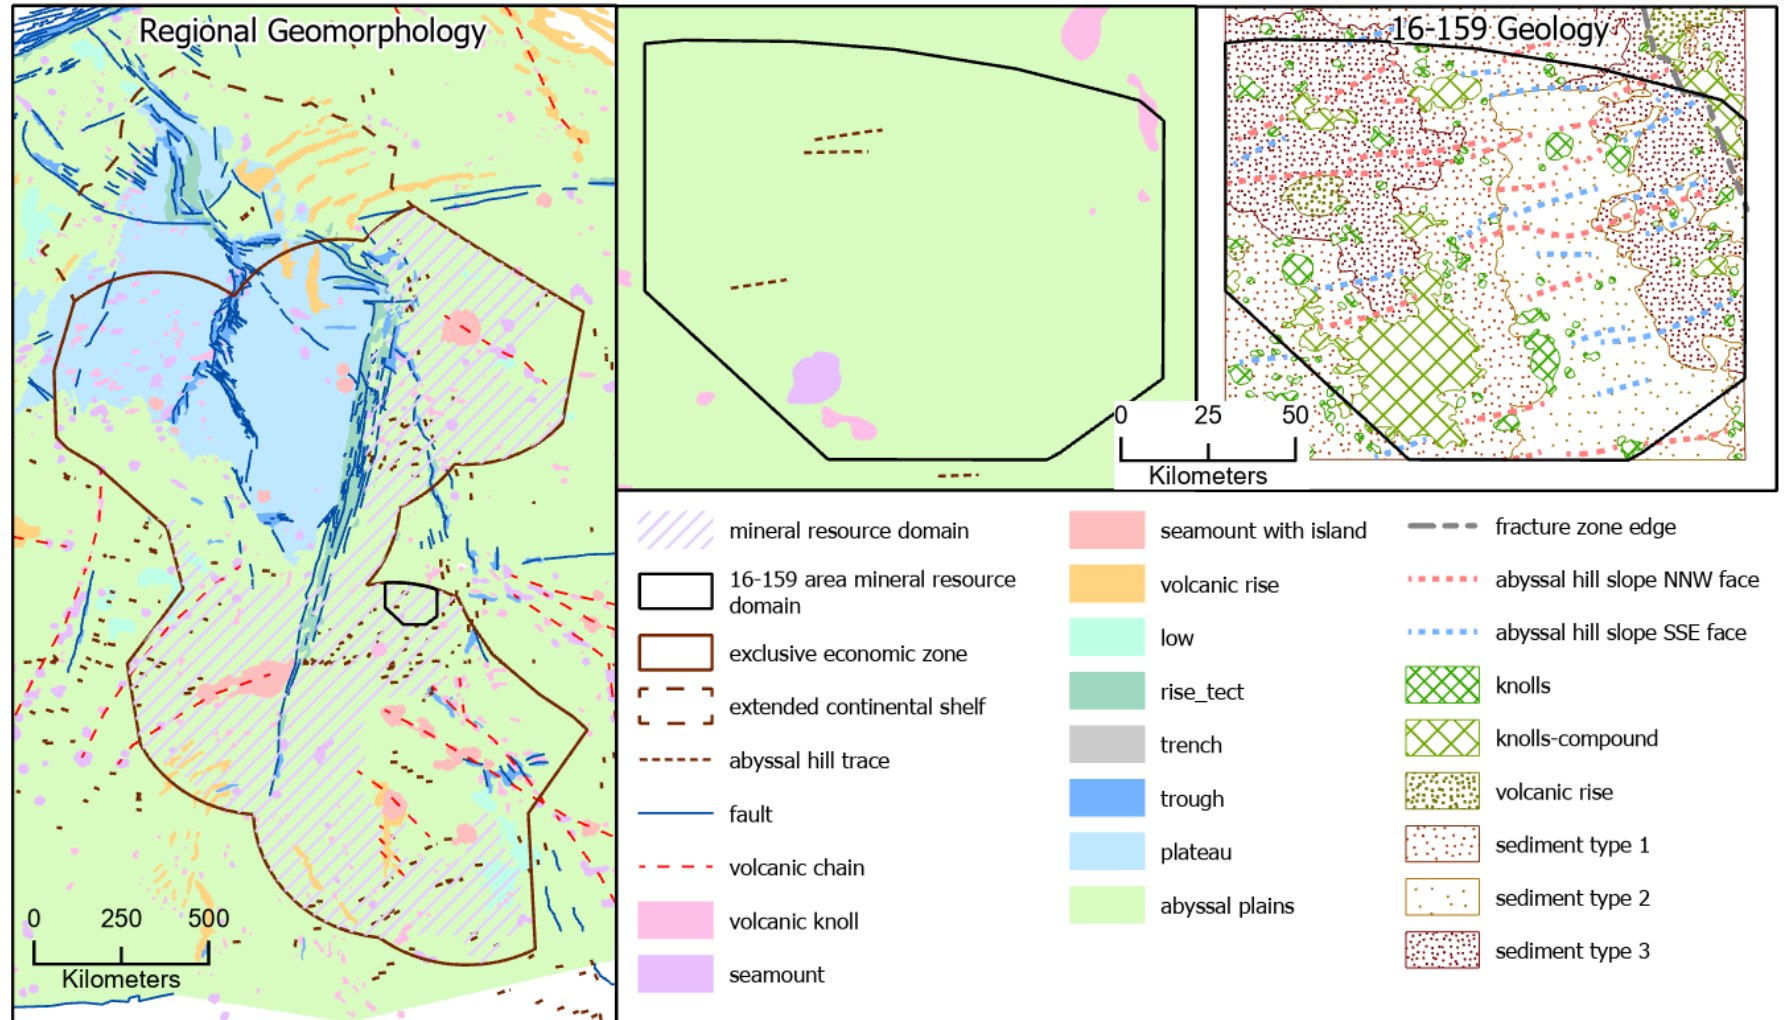 Regional Geomorphology
16-159 Geology
0 25 50
Kilometers
0 250 500
Kilometers
mineral resource domain
16-159 area mineral resource
domain
exclusive economic zone
extended continental shelf
abyssal hill trace
fault
volcanic chain
volcanic knoll
seamount
seamount with island
volcanic rise
low
rise_tect
trench
trough
plateau
abyssal plains
fracture zone edge
abyssal hill slope NNW face
abyssal hill slope SSE face
knolls
knolls-compound
volcanic rise
sediment type 1
sediment type 2
sediment type 3